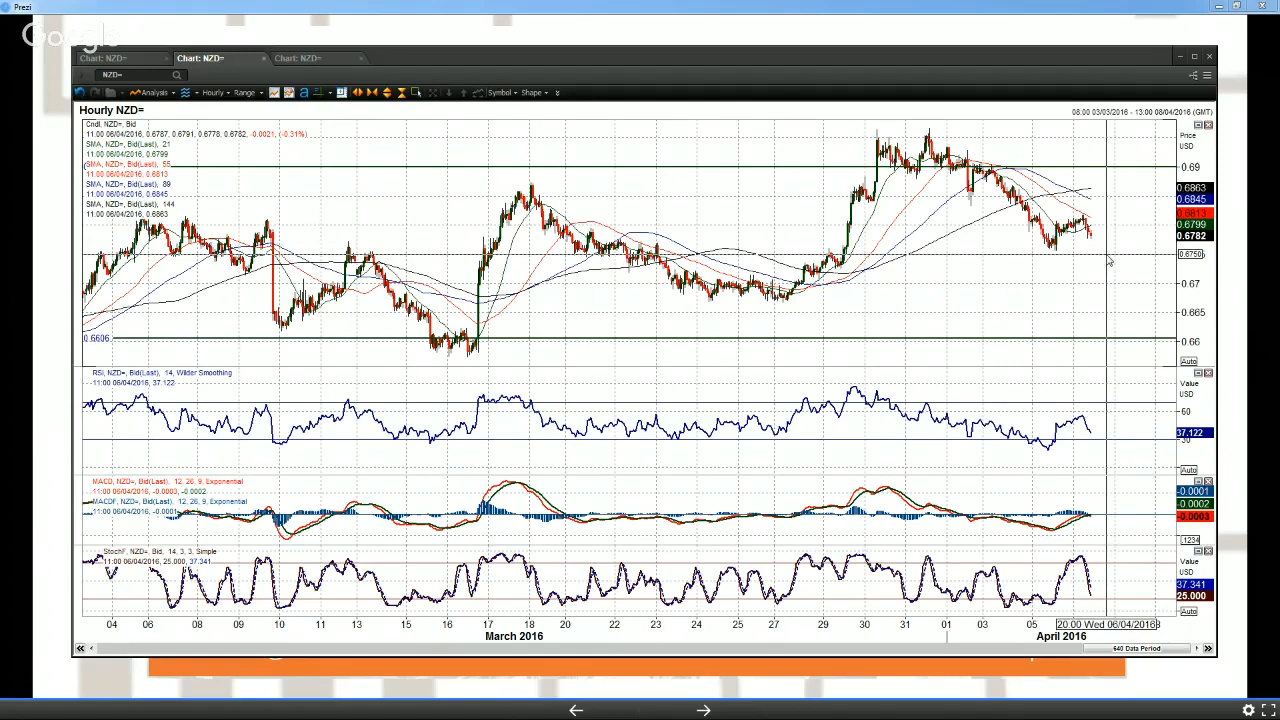 Prezi
Google
Chart: NZD= Chart: NZD= Chart: NZD=
NZD=
Analysis Hourly Range Symbol Shape
Hourly NZD= 08:00 03/03/2016 - 13:00 08/04/2016 (GMT)
Cndl, NZD=, Bid
11:00 06/04/2016, 0.6787, 0.6791, 0.6778, 0.6782, -0.0021, (-0.31%)
SMA, NZD=, Bid(Last), 21
11:00 06/04/2016, 0.6799
SMA, NZD=, Bid(Last), 55
11:00 06/04/2016, 0.6813
SMA, NZD=, Bid(Last), 89
11:00 06/04/2016, 0.6845
SMA, NZD=, Bid(Last), 144
11:00 06/04/2016, 0.6863
Price
USD
0.69
0.6863
0.6845
0.6813
0.6799
0.6782
0.6750
0.67
0.665
0.66
Auto
0.6606
RSI, NZD=, Bid(Last), 14, Wilder Smoothing
11:00 06/04/2016, 37.122
Value
USD
60
37.122
30
Auto
MACD, NZD=, Bid(Last), 12, 26, 9, Exponential
11:00 06/04/2016, -0.0003, -0.0002
MACDF, NZD=, Bid(Last), 12, 26, 9, Exponential
11:00 06/04/2016, -0.0001
-0.0001
-0.0002
-0.0003
.1234
StochF, NZD=, Bid, 14, 3, 3, Simple
11:00 06/04/2016, 25.000, 37.341
Value
USD
37.341
25.000
Auto
04 06 08 09 10 11 13 15 16 17 18 20 22 23 24 25 27 29 31 01 03 05 20:00 Wed 06/04/2016
March 2016 April 2016
640 Data Period